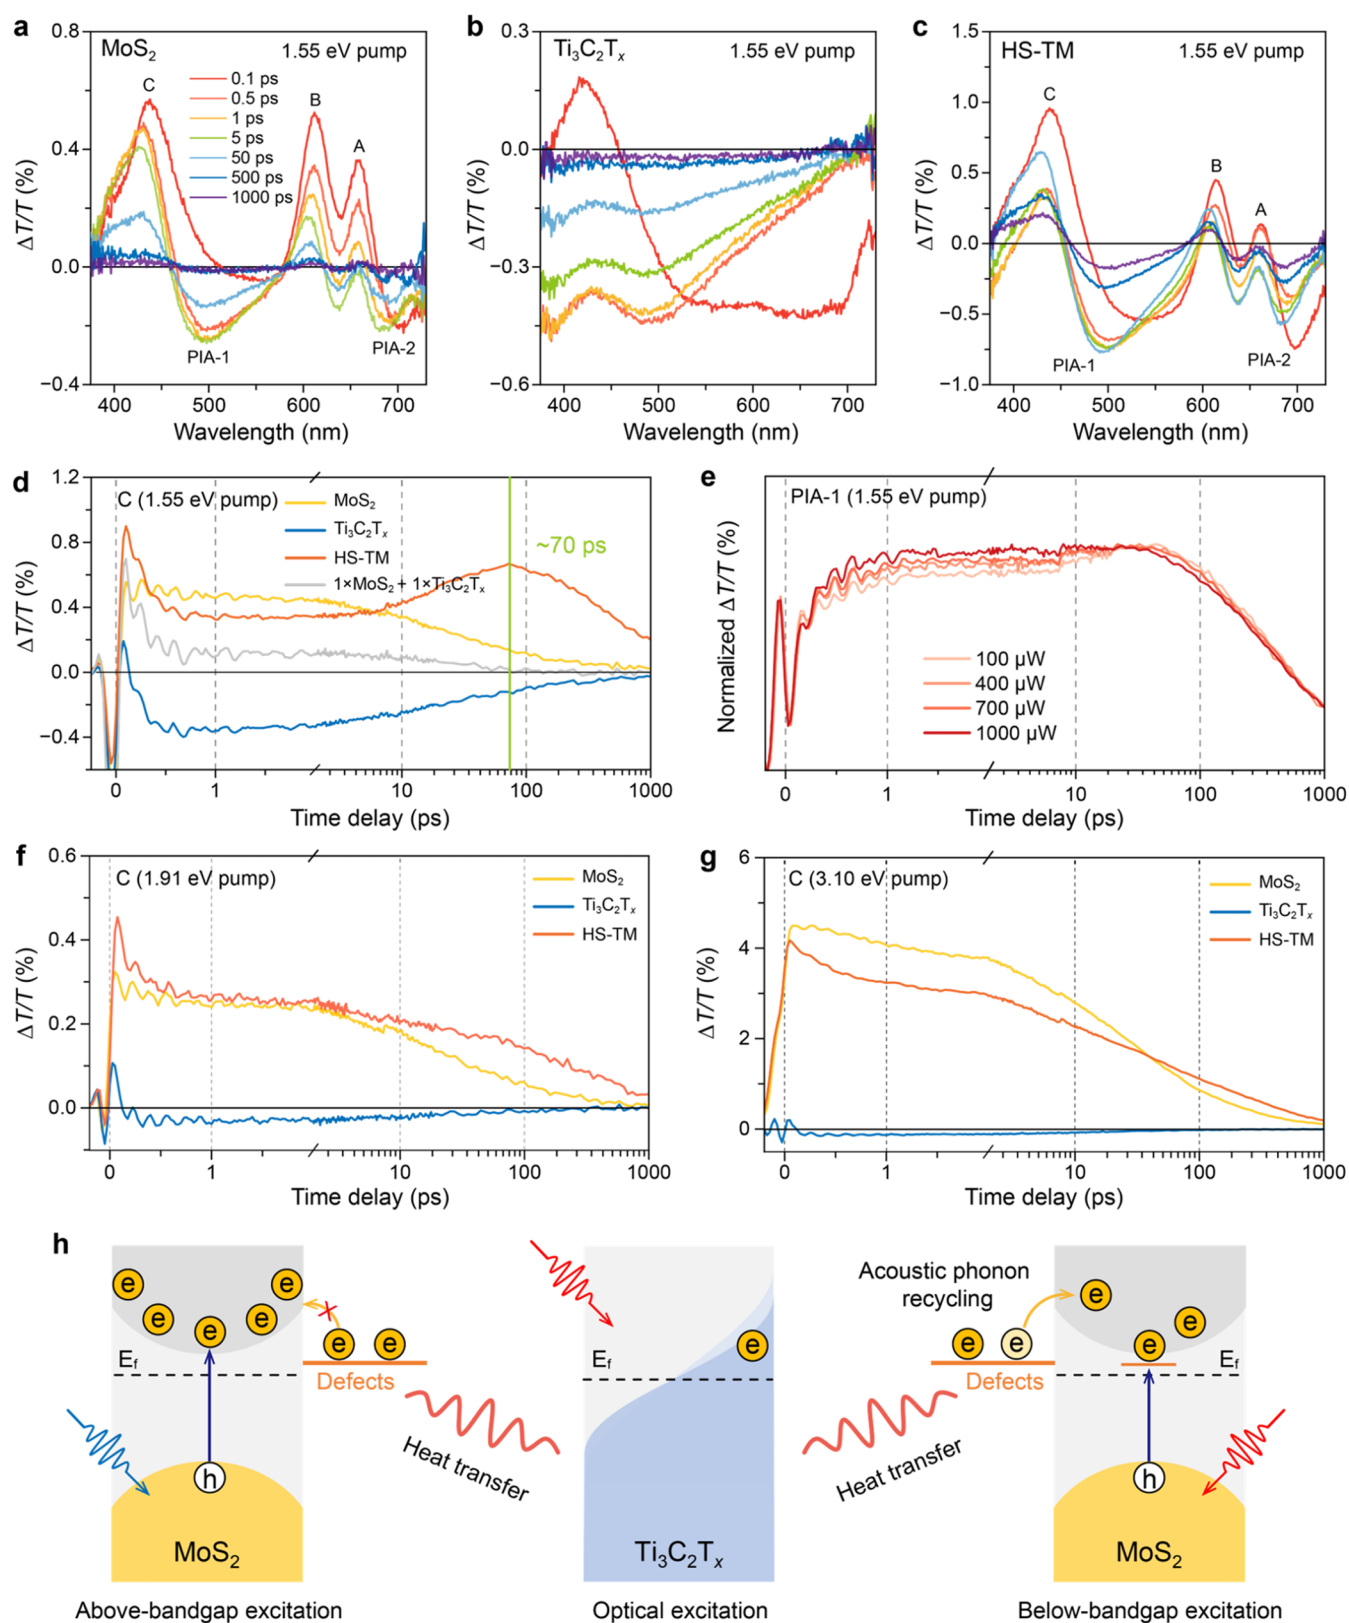 a
MoS₂
1.55 eV pump
C
B
A
0.1 ps
0.5 ps
1 ps
5 ps
50 ps
500 ps
1000 ps
PIA-1
PIA-2
0.8
0.4
0.0
−0.4
ΔT/T (%)
400 500 600 700
Wavelength (nm)
b
Ti₃C₂Tₓ
1.55 eV pump
0.3
0.0
−0.3
−0.6
ΔT/T (%)
400 500 600 700
Wavelength (nm)
c
HS-TM
1.55 eV pump
C
B
A
PIA-1
PIA-2
1.5
1.0
0.5
0.0
−0.5
−1.0
ΔT/T (%)
400 500 600 700
Wavelength (nm)
d
C (1.55 eV pump)
MoS₂
Ti₃C₂Tₓ
HS-TM
1×MoS₂ + 1×Ti₃C₂Tₓ
~70 ps
1.2
0.8
0.4
0.0
−0.4
ΔT/T (%)
0 1 10 100 1000
Time delay (ps)
e
PIA-1 (1.55 eV pump)
100 µW
400 µW
700 µW
1000 µW
Normalized ΔT/T (%)
0 1 10 100 1000
Time delay (ps)
f
C (1.91 eV pump)
MoS₂
Ti₃C₂Tₓ
HS-TM
0.6
0.4
0.2
0.0
ΔT/T (%)
0 1 10 100 1000
Time delay (ps)
g
C (3.10 eV pump)
MoS₂
Ti₃C₂Tₓ
HS-TM
6
4
2
0
ΔT/T (%)
0 1 10 100 1000
Time delay (ps)
h
e e e e e
e e
E_f
Defects
h
MoS₂
Above-bandgap excitation
Heat transfer
e
E_f
Ti₃C₂Tₓ
Optical excitation
Heat transfer
Acoustic phonon
recycling
e e
Defects
e e e
E_f
h
MoS₂
Below-bandgap excitation